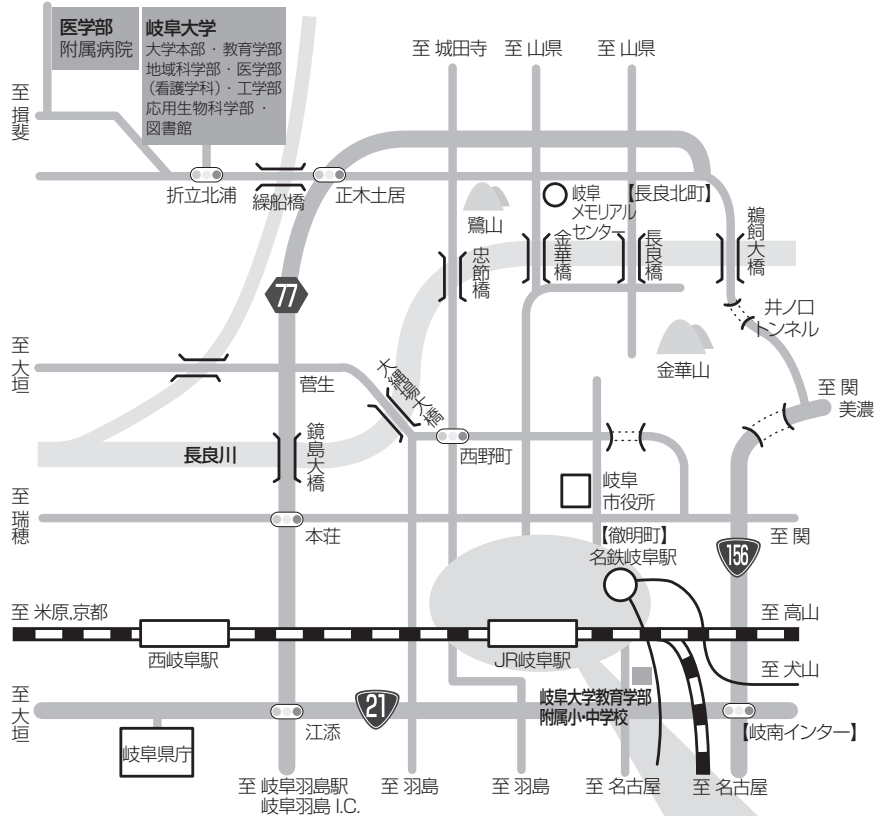 医学部
附属病院
岐阜大学
大学本部・教育学部
地域科学部・医学部
(看護学科)・工学部
応用生物科学部・
図書館
至 城田寺
至 山県
至 山県
至 揖斐
折立北浦
繰船橋
正木土居
鷺山
岐阜
メモリアル
センター
【長良北町】
忠節橋
金華橋
長良橋
鵜飼大橋
77
井ノ口
トンネル
金華山
至 大垣
菅生
大縄場大橋
至 関
美濃
長良川
鏡島大橋
西野町
岐阜
市役所
至 瑞穂
本荘
【徹明町】
名鉄岐阜駅
至 関
156
至 米原,京都
至 高山
西岐阜駅
JR岐阜駅
至 犬山
至 大垣
21
江添
岐阜大学教育学部
附属小・中学校
【岐南インター】
岐阜県庁
至 岐阜羽島駅
岐阜羽島 I.C.
至 羽島
至 羽島
至 名古屋
至 名古屋